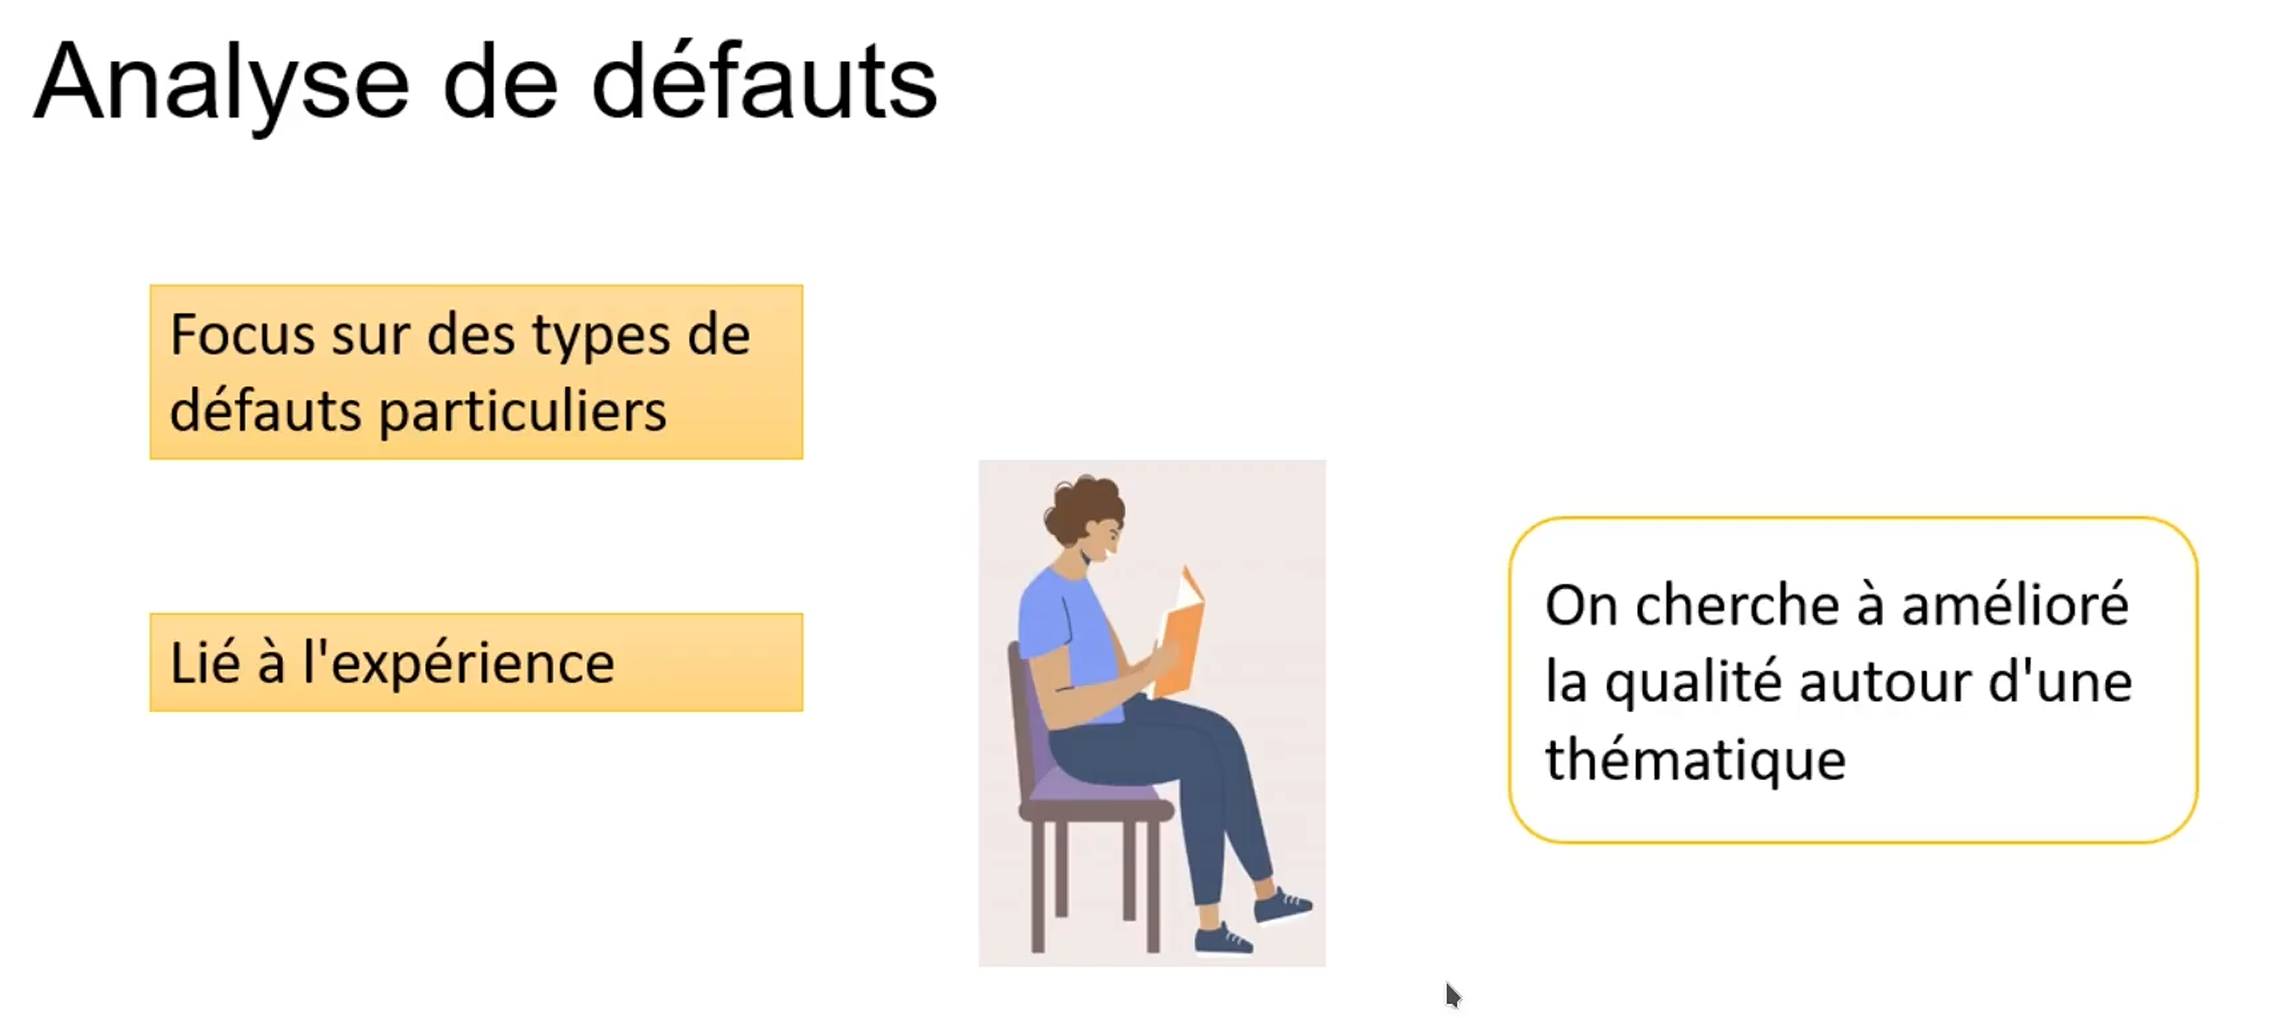 Analyse de défauts
Focus sur des types de
défauts particuliers
Lié à l'expérience
On cherche à amélioré
la qualité autour d'une
thématique